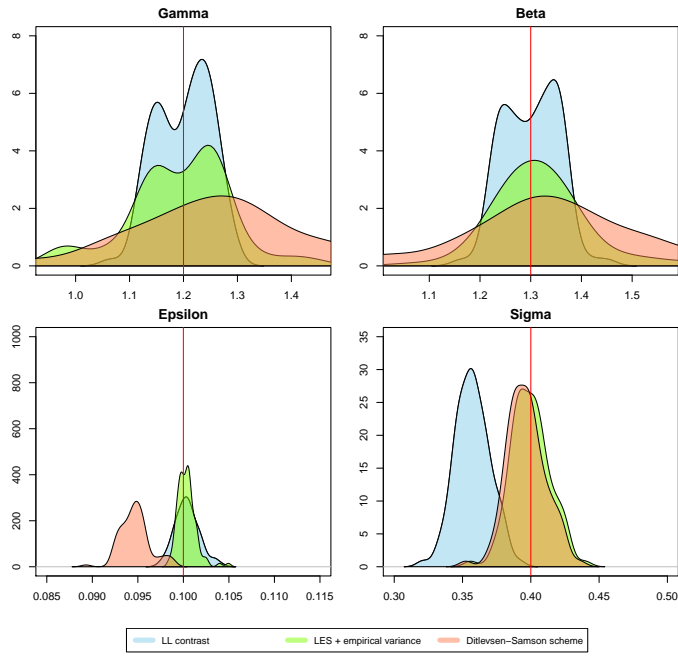 Gamma
8
6
4
2
0
1.0 1.1 1.2 1.3 1.4
Beta
8
6
4
2
0
1.1 1.2 1.3 1.4 1.5
Epsilon
1000
800
600
400
200
0
0.085 0.090 0.095 0.100 0.105 0.110 0.115
Sigma
35
30
25
20
15
10
5
0
0.30 0.35 0.40 0.45 0.50
LL contrast LES + empirical variance Ditlevsen−Samson scheme